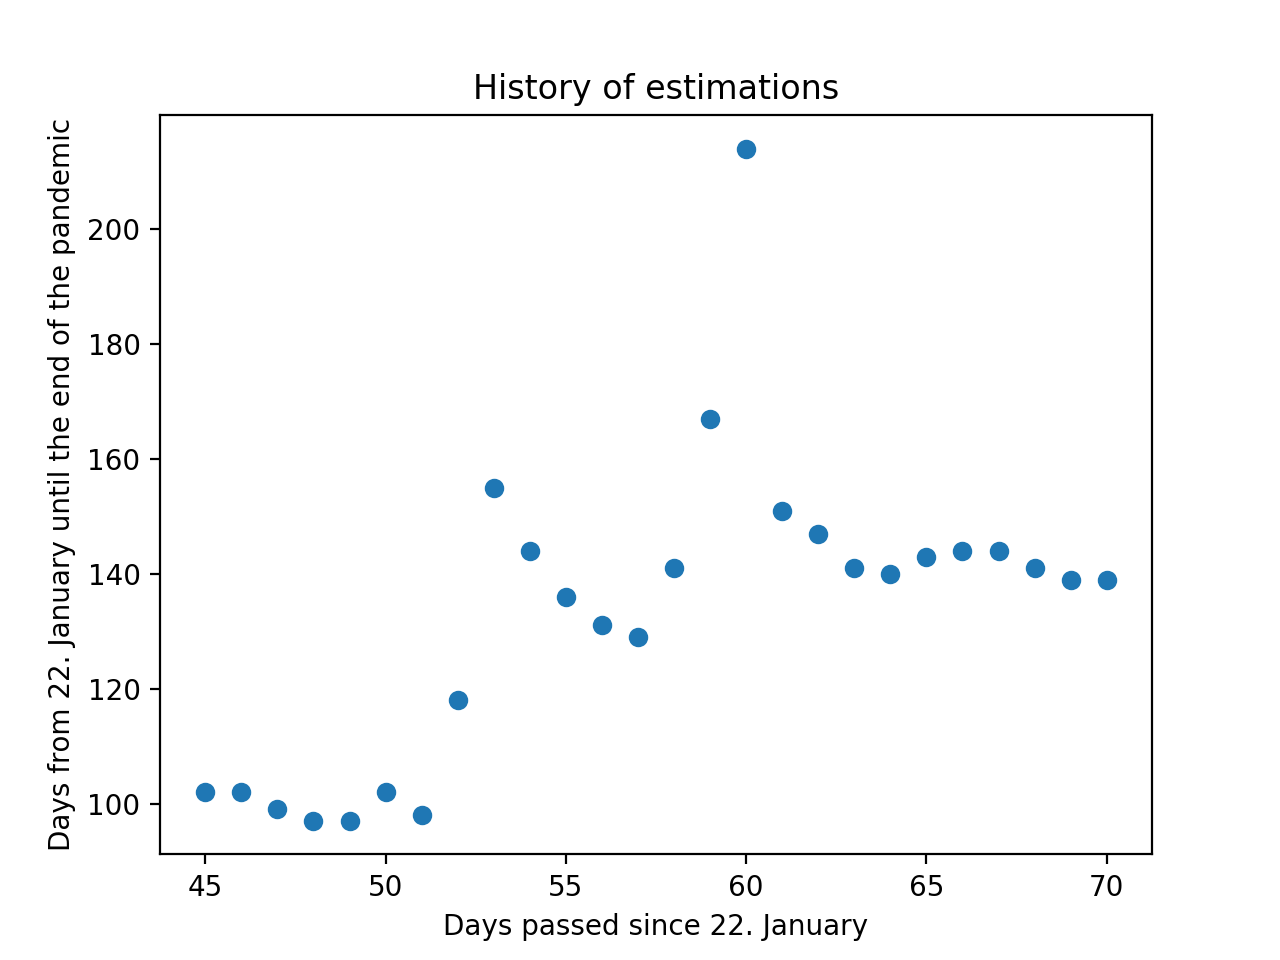 History of estimations
Days from 22. January until the end of the pandemic
200
180
160
140
120
100
45 50 55 60 65 70
Days passed since 22. January